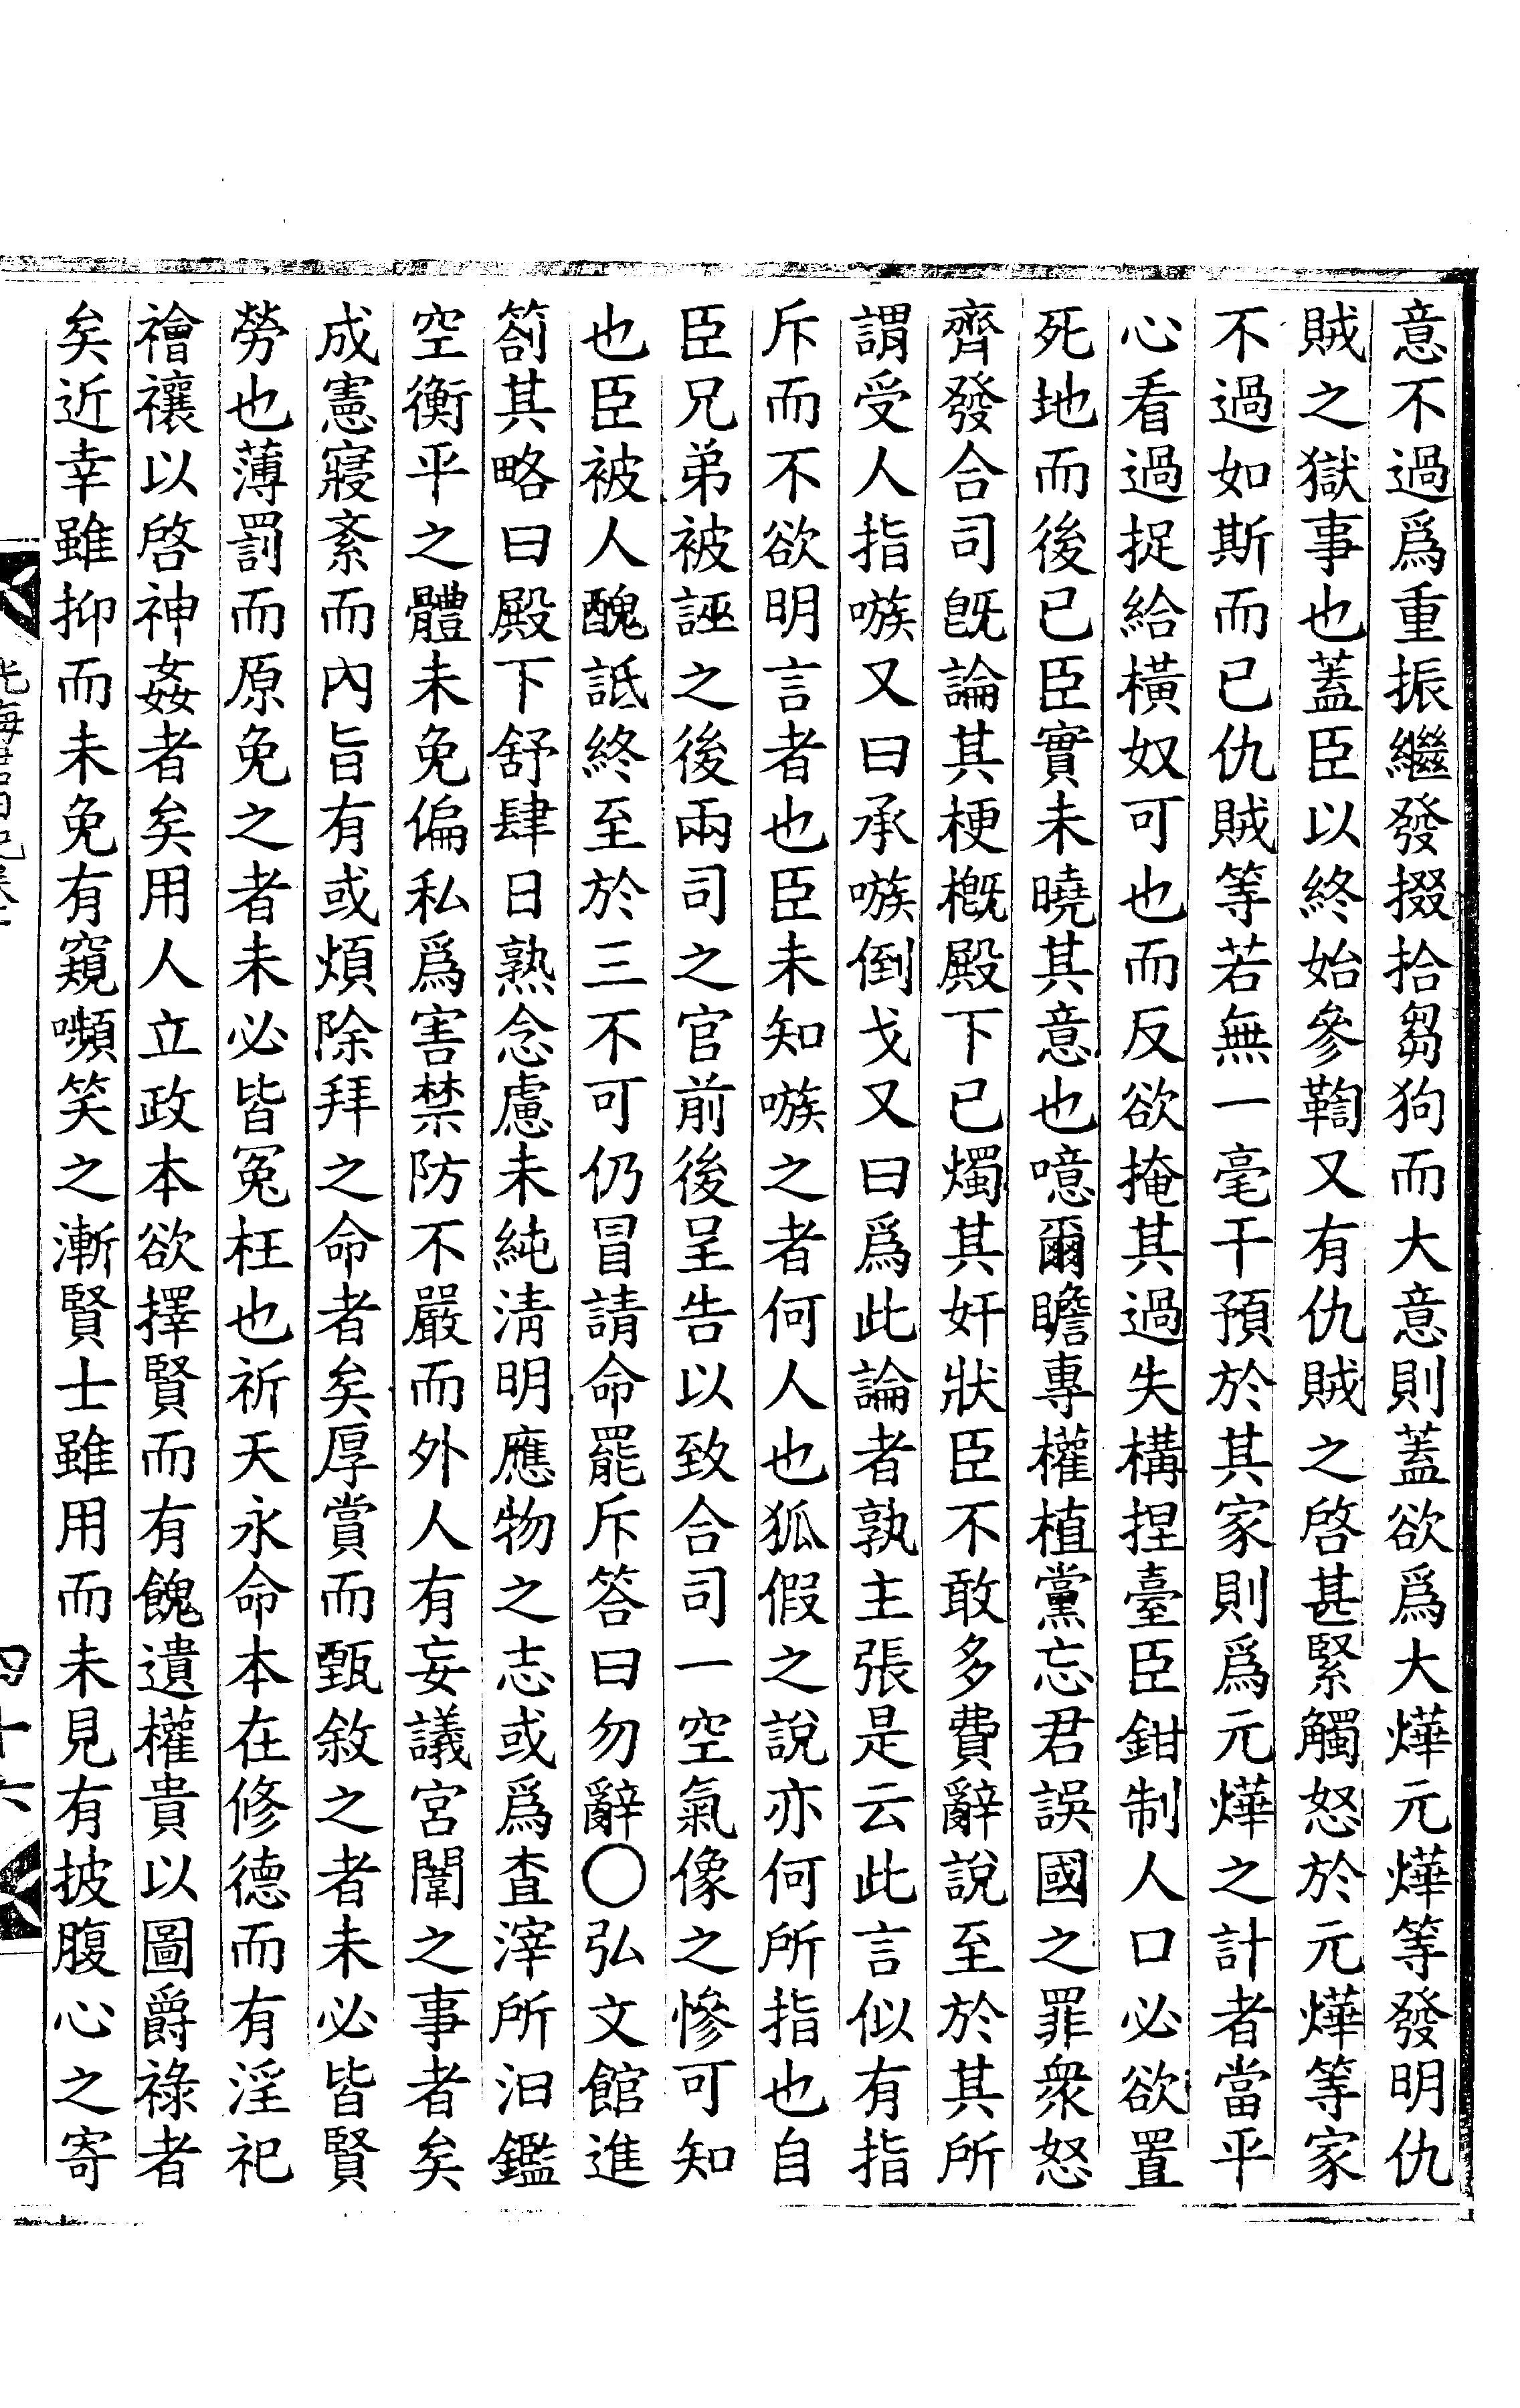 意不過爲重振繼發掇拾芻狗而大意則蓋欲爲大燁元燁等發明仇
賊之獄事也蓋臣以終始參鞫又有仇賊之啓甚緊觸怒於元燁等家
不過如斯而已仇賊等若無一毫干預於其家則爲元燁之計者當平
心看過捉給橫奴可也而反欲掩其過失構捏臺臣鉗制人口必欲置
死地而後已臣實未曉其意也噫爾瞻專權植黨忘君誤國之罪衆怒
齊發合司旣論其梗槪殿下已燭其奸狀臣不敢多費辭說至於其所
謂受人指嗾又曰承嗾倒戈又曰爲此論者孰主張是云此言似有指
斥而不欲明言者也臣未知嗾之者何人也狐假之說亦何所指也自
臣兄弟被誣之後兩司之官前後呈告以致合司一空氣像之慘可知
也臣被人醜詆終至於三不可仍冒請命罷斥答曰勿辭○弘文館進
箚其略曰殿下舒肆日熟念慮未純淸明應物之志或爲査滓所汨鑑
空衡平之體未免偏私爲害禁防不嚴而外人有妄議宮闈之事者矣
成憲寢紊而內旨有或煩除拜之命者矣厚賞而甄敘之者未必皆賢
勞也薄罰而原免之者未必皆冤枉也祈天永命本在修德而有淫祀
禬禳以啓神姦者矣用人立政本欲擇賢而有餽遺權貴以圖爵祿者
矣近幸雖抑而未免有窺嚬笑之漸賢士雖用而未見有披腹心之寄
光海君日記卷
四十六